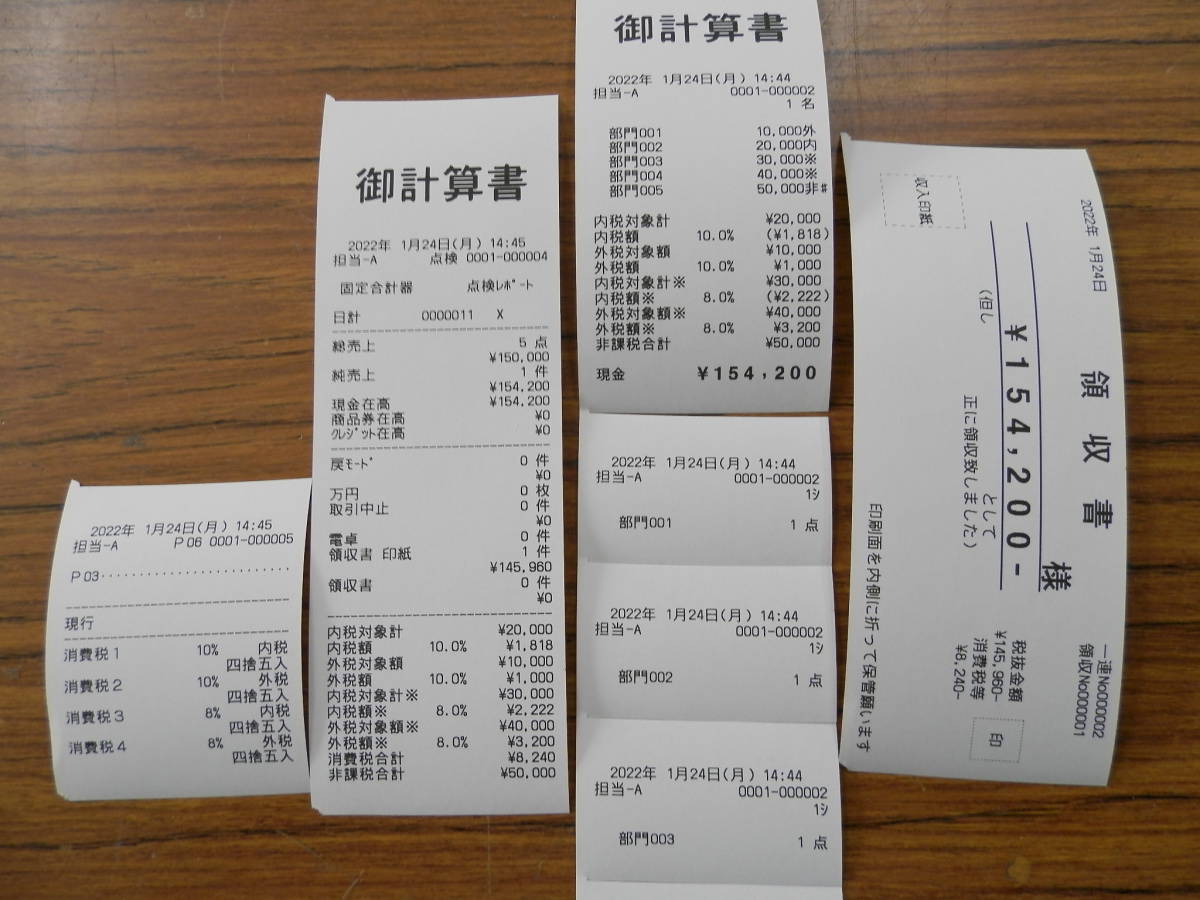 2022年 1月24日(月) 14:45
担当-A P06 0001-000005
P03‥‥‥‥‥‥‥‥‥‥‥‥
現行
消費税1 10% 内税
四捨五入
消費税2 10% 外税
四捨五入
消費税3 8% 内税
四捨五入
消費税4 8% 外税
四捨五入
御計算書
2022年 1月24日(月) 14:45
担当-A 点検 0001-000004
固定合計器 点検ﾚﾎﾟｰﾄ
日計 0000011 X
総売上 5 点
¥150,000
純売上 1 件
¥154,200
現金在高 ¥154,200
商品券在高 ¥0
ｸﾚｼﾞｯﾄ在高 ¥0
戻ﾓｰﾄﾞ 0 件
¥0
万円 0 枚
取引中止 0 件
¥0
電卓 0 件
領収書 印紙 1 件
¥145,960
領収書 0 件
¥0
内税対象計 ¥20,000
内税額 10.0% ¥1,818
外税対象額 ¥10,000
外税額 10.0% ¥1,000
内税対象計※ ¥30,000
内税額※ 8.0% ¥2,222
外税対象額※ ¥40,000
外税額※ 8.0% ¥3,200
消費税合計 ¥8,240
非課税合計 ¥50,000
御計算書
2022年 1月24日(月) 14:44
担当-A 0001-000002
1 名
部門001 10,000外
部門002 20,000内
部門003 30,000※
部門004 40,000※
部門005 50,000非#
内税対象計 ¥20,000
内税額 10.0% (¥1,818)
外税対象額 ¥10,000
外税額 10.0% ¥1,000
内税対象計※ ¥30,000
内税額※ 8.0% (¥2,222)
外税対象額※ ¥40,000
外税額※ 8.0% ¥3,200
非課税合計 ¥50,000
現金 ¥154,200
2022年 1月24日(月) 14:44
担当-A 0001-000002
1ｼ
部門001 1 点
2022年 1月24日(月) 14:44
担当-A 0001-000002
1ｼ
部門002 1 点
2022年 1月24日(月) 14:44
担当-A 0001-000002
1ｼ
部門003 1 点
2022年 1月24日
領収書
一連No000002
領収No000001
様
¥154,200-
(但し として
正に領収致しました)
税抜金額
¥145,960-
消費税等
¥8,240-
収入印紙
印
印刷面を内側に折って保管願います